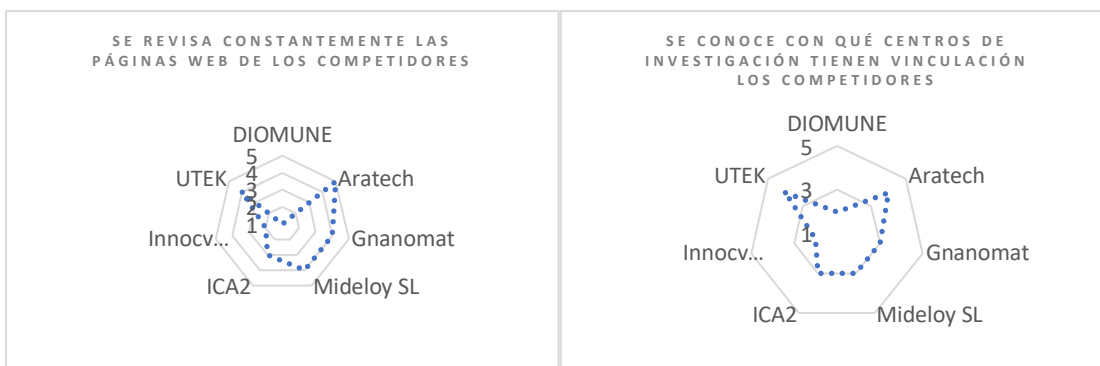 SE REVISA CONSTANTEMENTE LAS
PÁGINAS WEB DE LOS COMPETIDORES
DIOMUNE
5
4
3
2
1
UTEK
Aratech
Innocv...
Gnanomat
ICA2
Mideloy SL
SE CONOCE CON QUÉ CENTROS DE
INVESTIGACIÓN TIENEN VINCULACIÓN
LOS COMPETIDORES
DIOMUNE
5
3
1
UTEK
Aratech
Innocv...
Gnanomat
ICA2
Mideloy SL